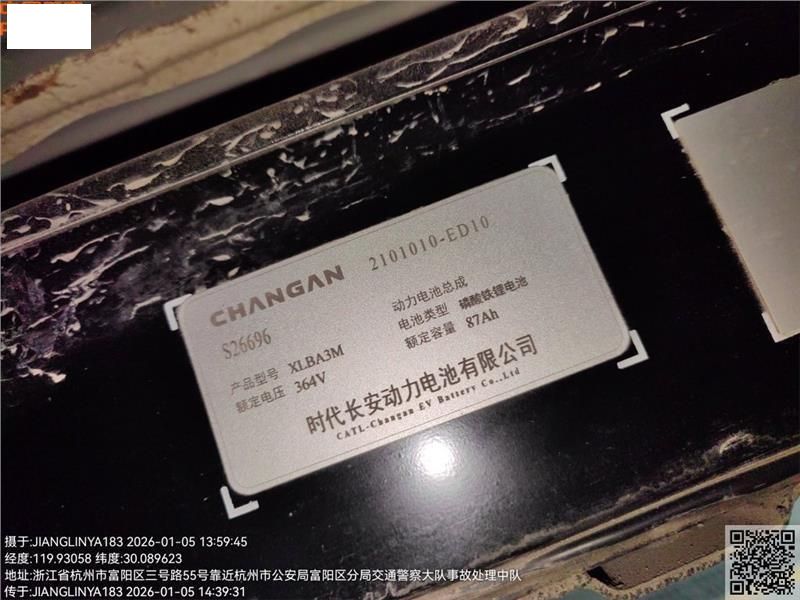 CHANGAN 2101010-ED10
S26696 动力电池总成
产品型号 XLBA3M 电池类型 磷酸铁锂电池
额定电压 364V 额定容量 87Ah
时代长安动力电池有限公司
CATL-Changan EV Battery Co.,Ltd
摄于:JIANGLINYA183 2026-01-05 13:59:45
经度:119.93058 纬度:30.089623
地址:浙江省杭州市富阳区三号路55号靠近杭州市公安局富阳区分局交通警察大队事故处理中队
传于:JIANGLINYA183 2026-01-05 14:39:31